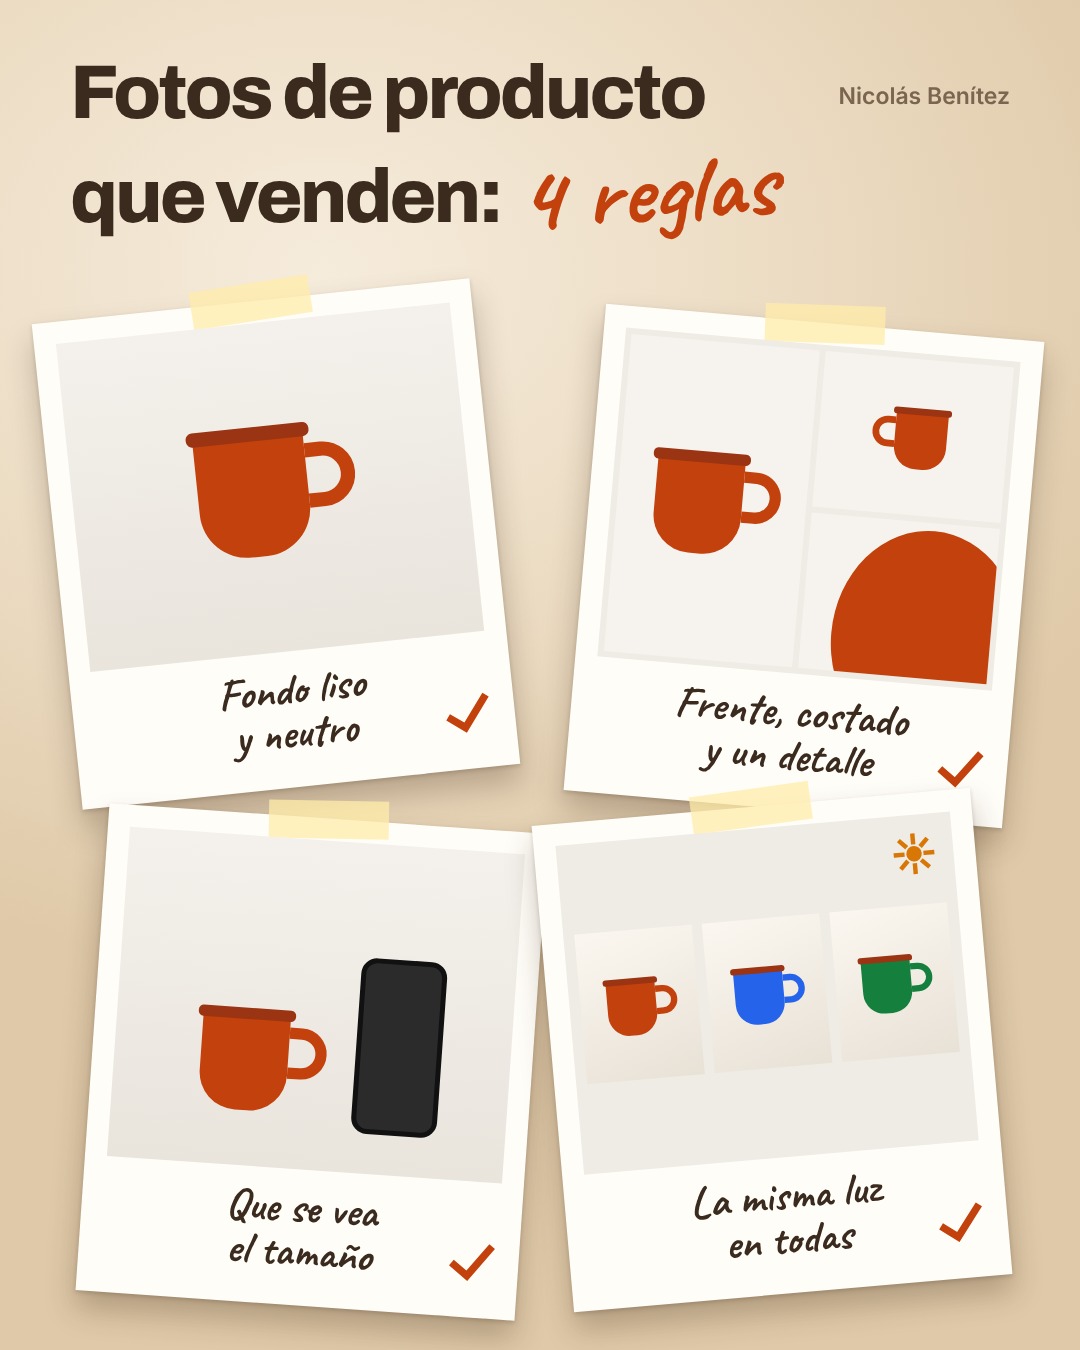 Fotos de producto
Nicolás Benítez
que venden: 4 reglas
Fondo liso
y neutro
Frente, costado
y un detalle
Que se vea
el tamaño
La misma luz
en todas